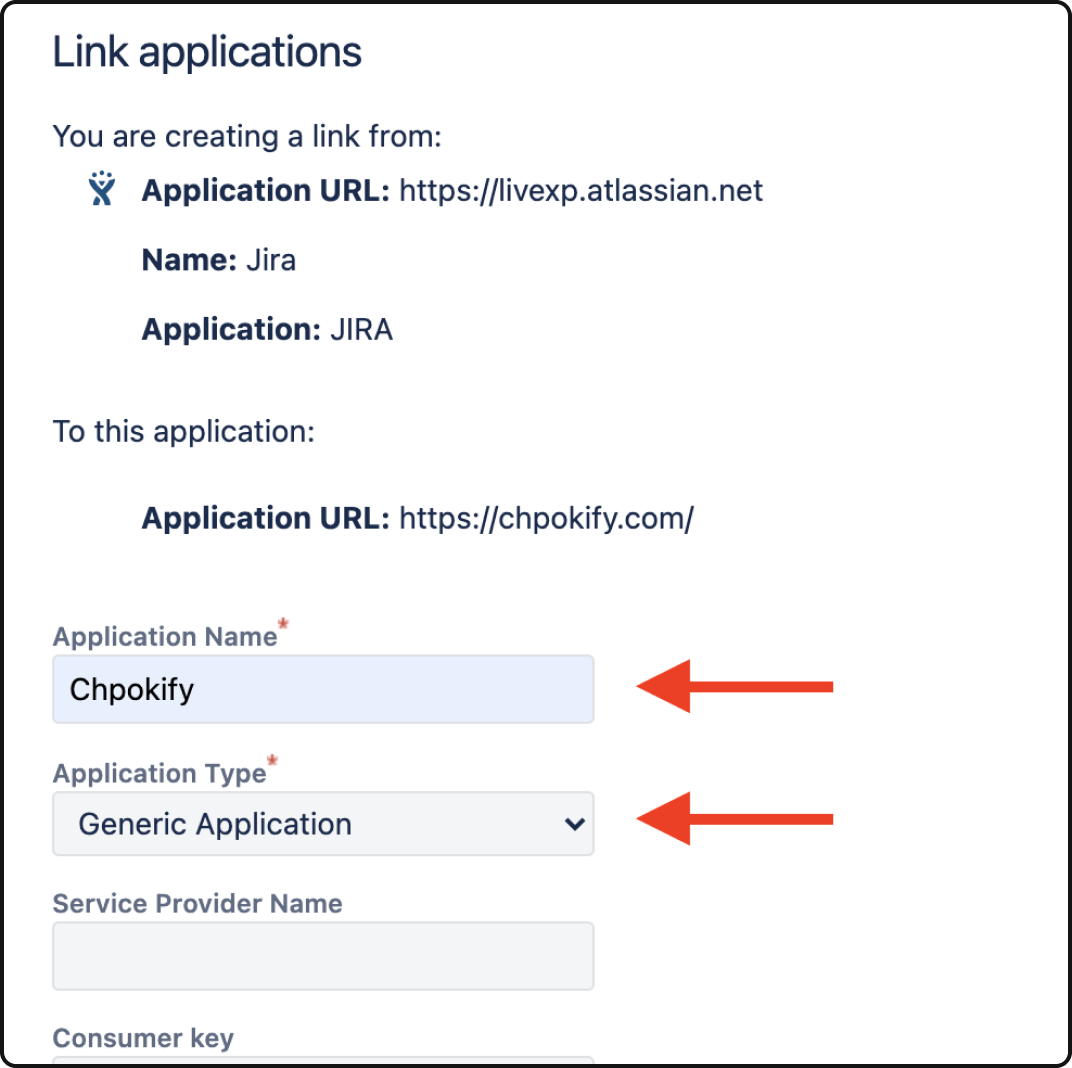 Link applications
You are creating a link from:
Application URL: https://livexp.atlassian.net
Name: Jira
Application: JIRA
To this application:
Application URL: https://chpokify.com/
Application Name*
Chpokify
Application Type*
Generic Application
Service Provider Name
Consumer key